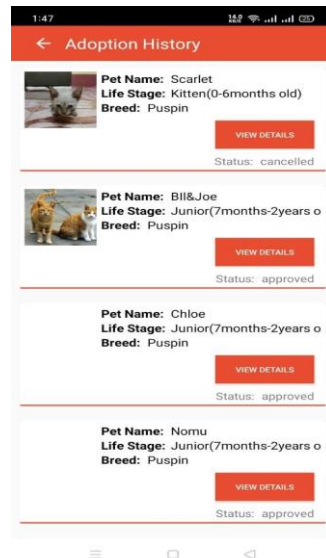 1:47
← Adoption History
Pet Name: Scarlet
Life Stage: Kitten(0-6months old)
Breed: Puspin
VIEW DETAILS
Status: cancelled
Pet Name: BIl&Joe
Life Stage: Junior(7months-2years o
Breed: Puspin
VIEW DETAILS
Status: approved
Pet Name: Chloe
Life Stage: Junior(7months-2years o
Breed: Puspin
VIEW DETAILS
Status: approved
Pet Name: Nomu
Life Stage: Junior(7months-2years o
Breed: Puspin
VIEW DETAILS
Status: approved